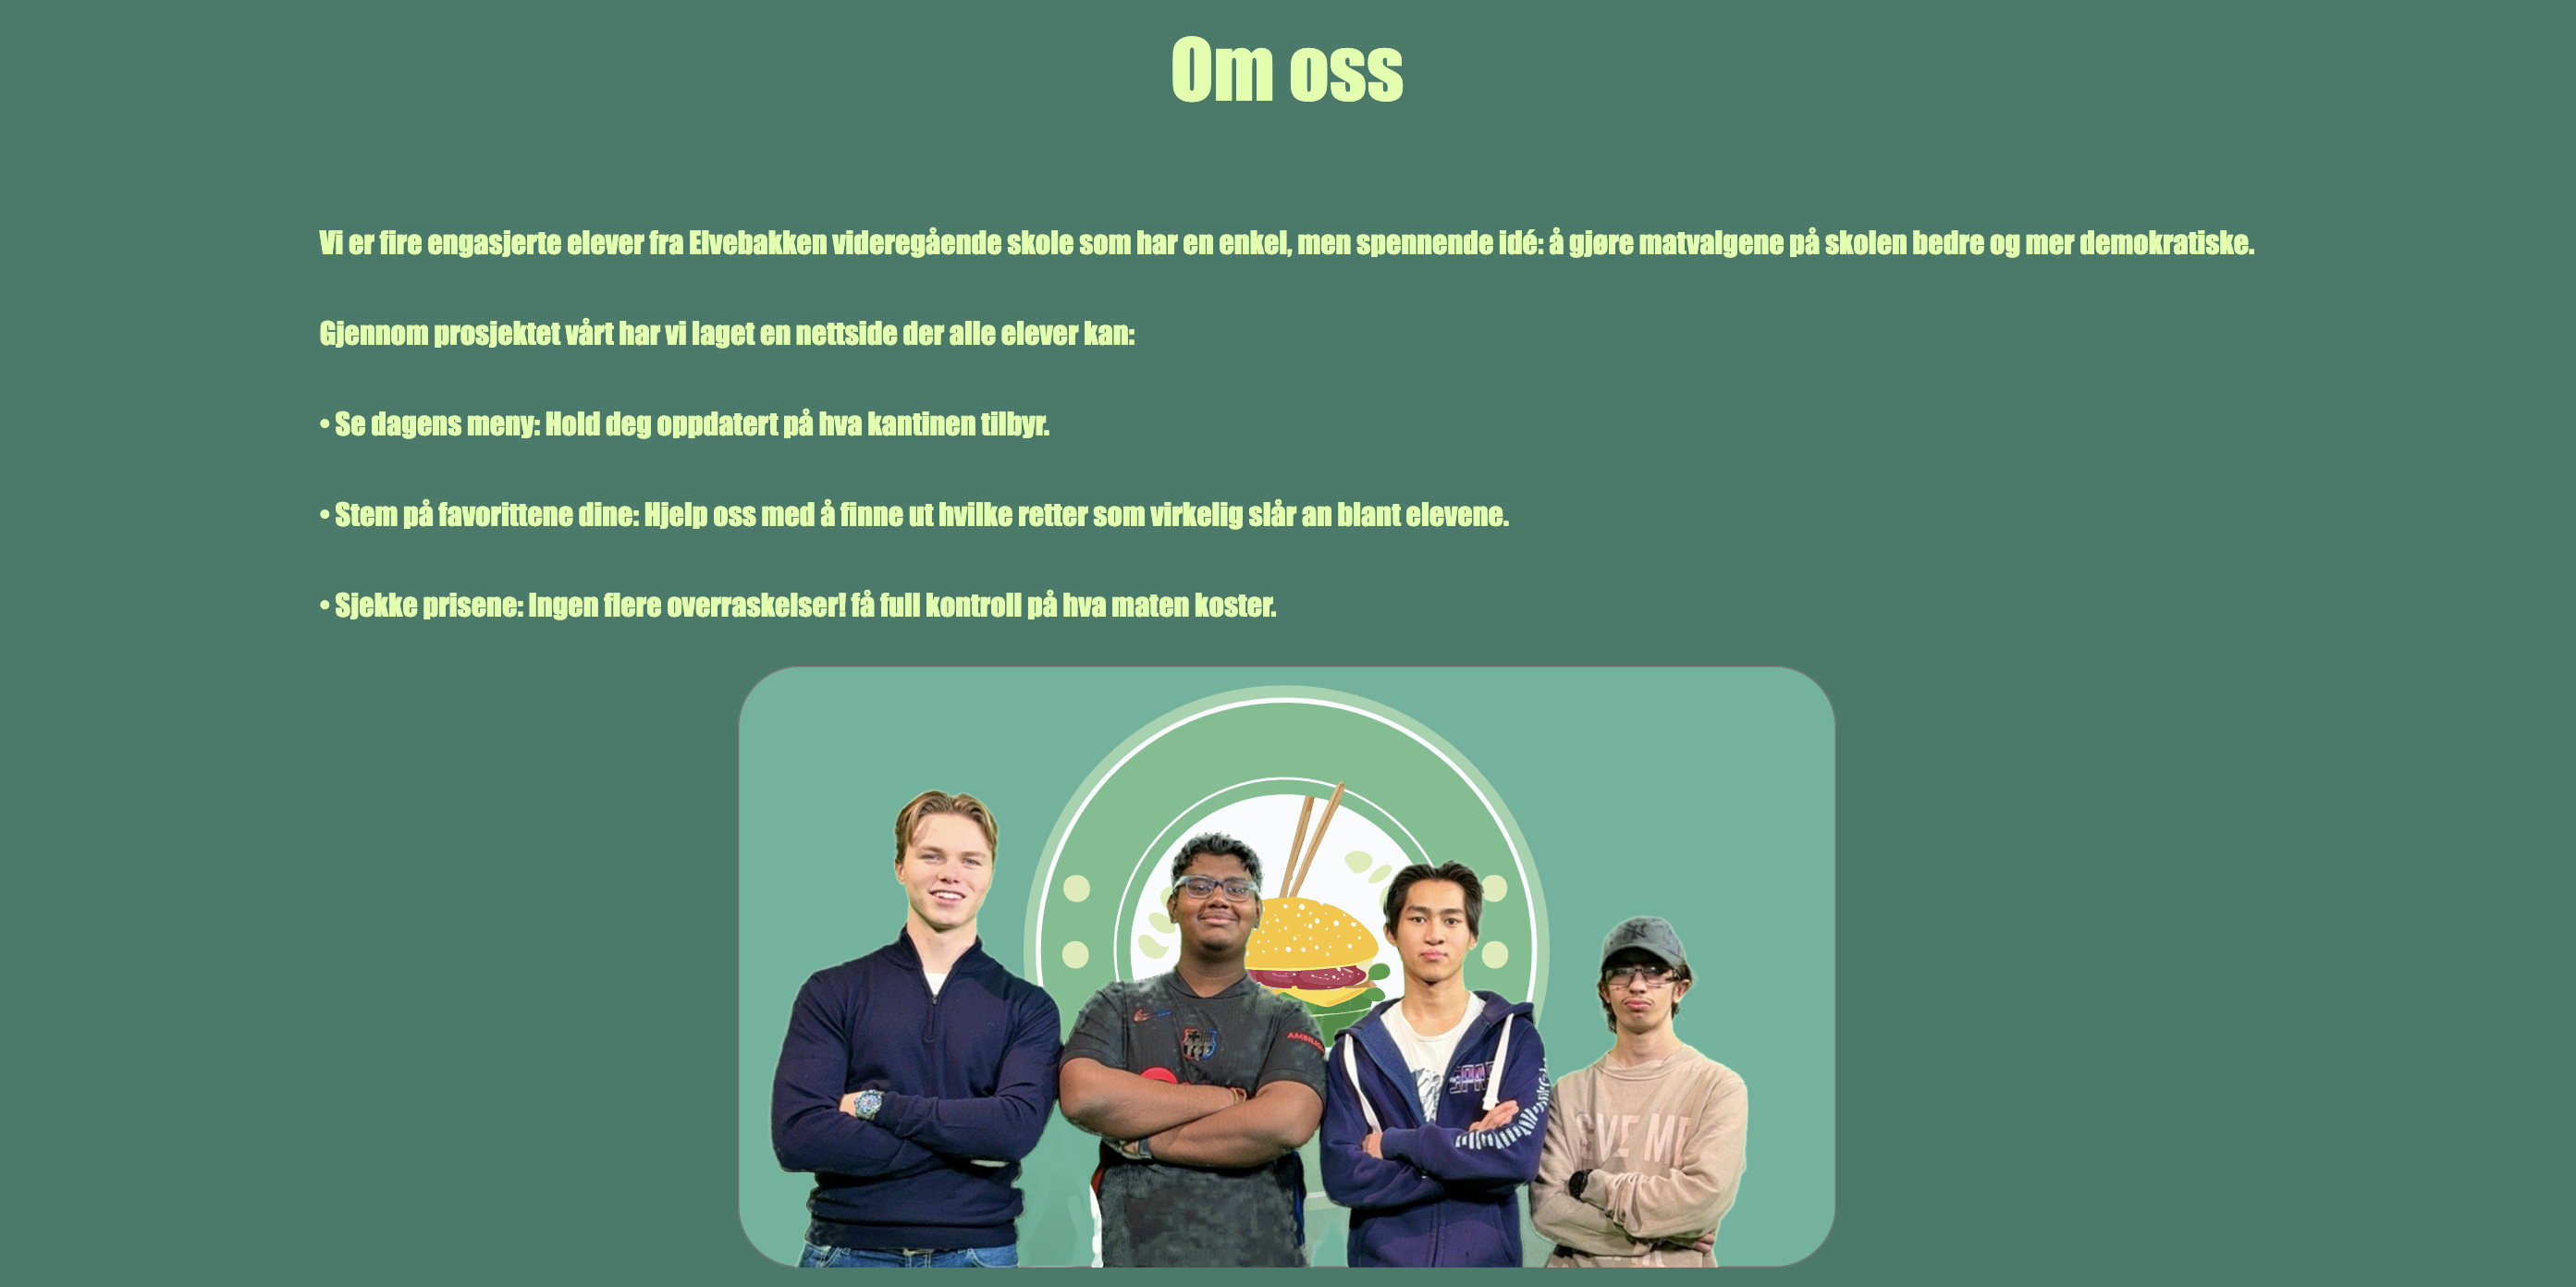 Om oss
Vi er fire engasjerte elever fra Elvebakken videregående skole som har en enkel, men spennende idé: å gjøre matvalgene på skolen bedre og mer demokratiske.
Gjennom prosjektet vårt har vi laget en nettside der alle elever kan:
• Se dagens meny: Hold deg oppdatert på hva kantinen tilbyr.
• Stem på favorittene dine: Hjelp oss med å finne ut hvilke retter som virkelig slår an blant elevene.
• Sjekke prisene: Ingen flere overraskelser! få full kontroll på hva maten koster.